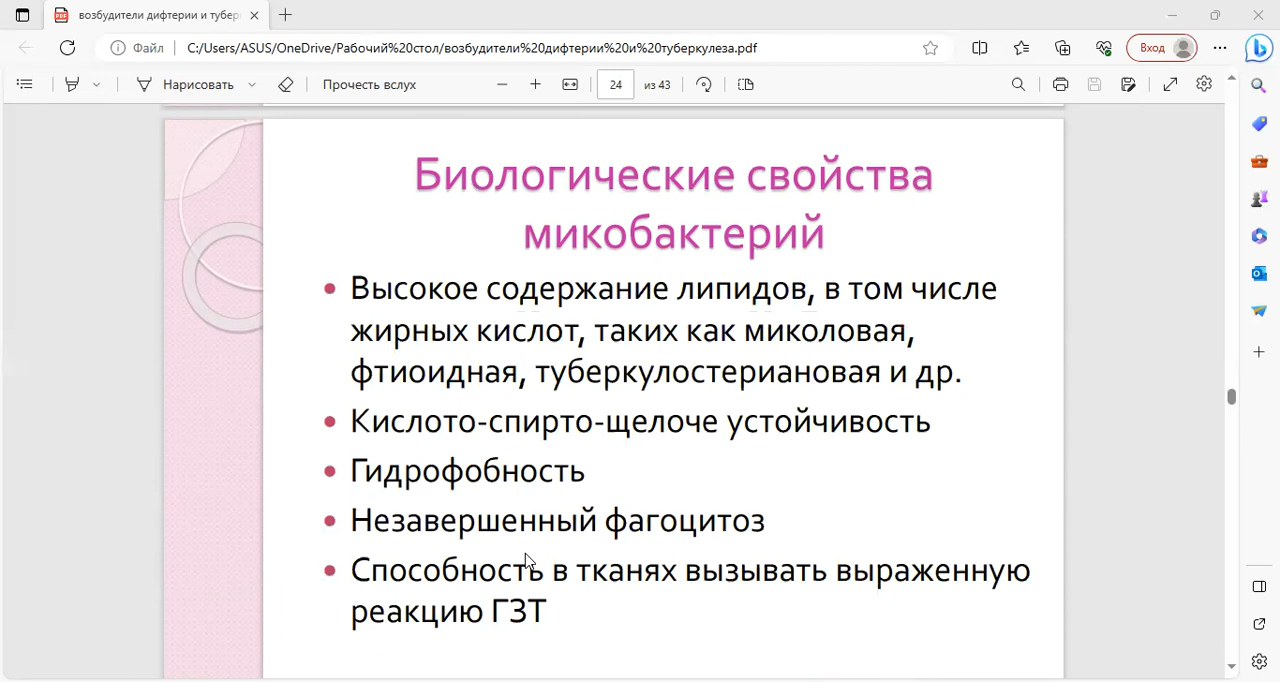 возбудители дифтерии и тубер
Файл C:/Users/ASUS/OneDrive/Рабочий%20стол/возбудители%20дифтерии%20и%20туберкулеза.pdf Вход
Нарисовать Прочесть вслух 24 из 43
Биологические свойства
микобактерий
• Высокое содержание липидов, в том числе
жирных кислот, таких как миколовая,
фтиоидная, туберкулостериановая и др.
• Кислото-спирто-щелоче устойчивость
• Гидрофобность
• Незавершенный фагоцитоз
• Способность в тканях вызывать выраженную
реакцию ГЗТ